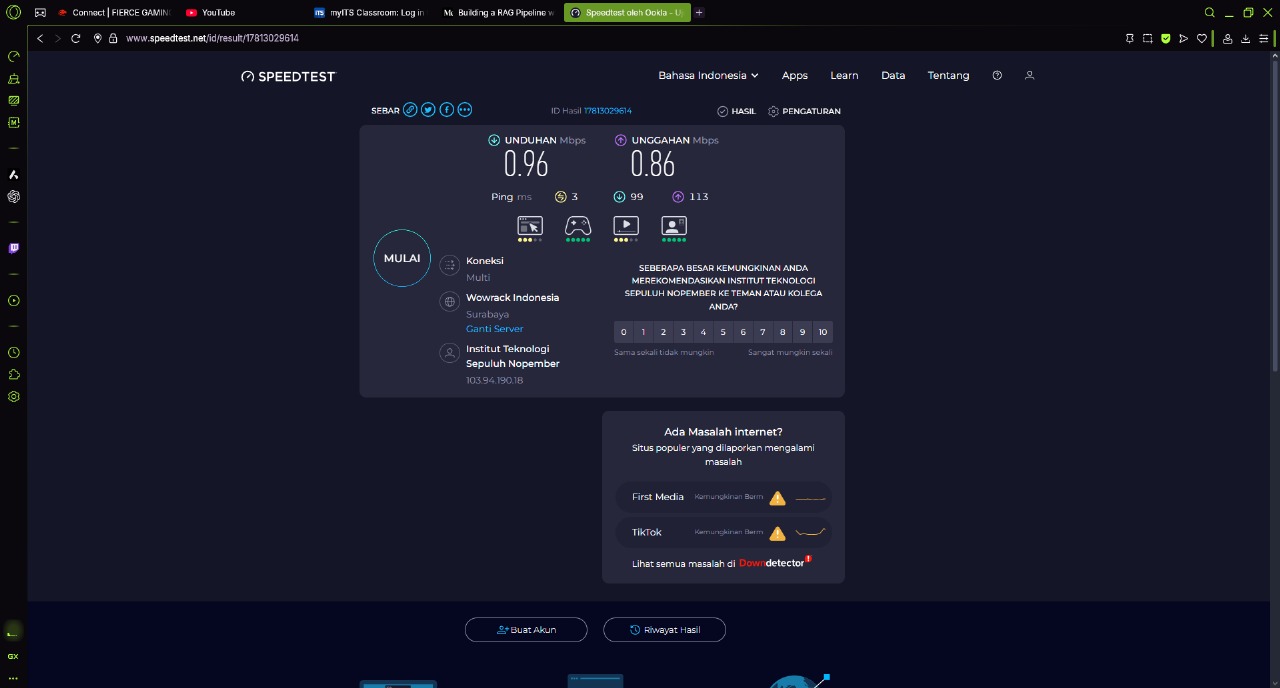 Connect | FIERCE GAMING
YouTube
ITS
myITS Classroom: Log in
Building a RAG Pipeline w
Speedtest oleh Ookla - U
www.speedtest.net/id/result/17813029614
SPEEDTEST
Bahasa Indonesia
Apps
Learn
Data
Tentang
SEBAR
ID Hasil 17813029614
HASIL
PENGATURAN
UNDUHAN Mbps
UNGGAHAN Mbps
0.96
0.86
Ping ms
3
99
113
MULAI
Koneksi
Multi
Wowrack Indonesia
Surabaya
Ganti Server
Institut Teknologi
Sepuluh Nopember
103.94.190.18
SEBERAPA BESAR KEMUNGKINAN ANDA
MEREKOMENDASIKAN INSTITUT TEKNOLOGI
SEPULUH NOPEMBER KE TEMAN ATAU KOLEGA
ANDA?
0 1 2 3 4 5 6 7 8 9 10
Sama sekali tidak mungkin
Sangat mungkin sekali
Ada Masalah internet?
Situs populer yang dilaporkan mengalami
masalah
First Media
Kemungkinan Berm
TikTok
Kemungkinan Berm
Lihat semua masalah di Downdetector
Buat Akun
Riwayat Hasil
GX